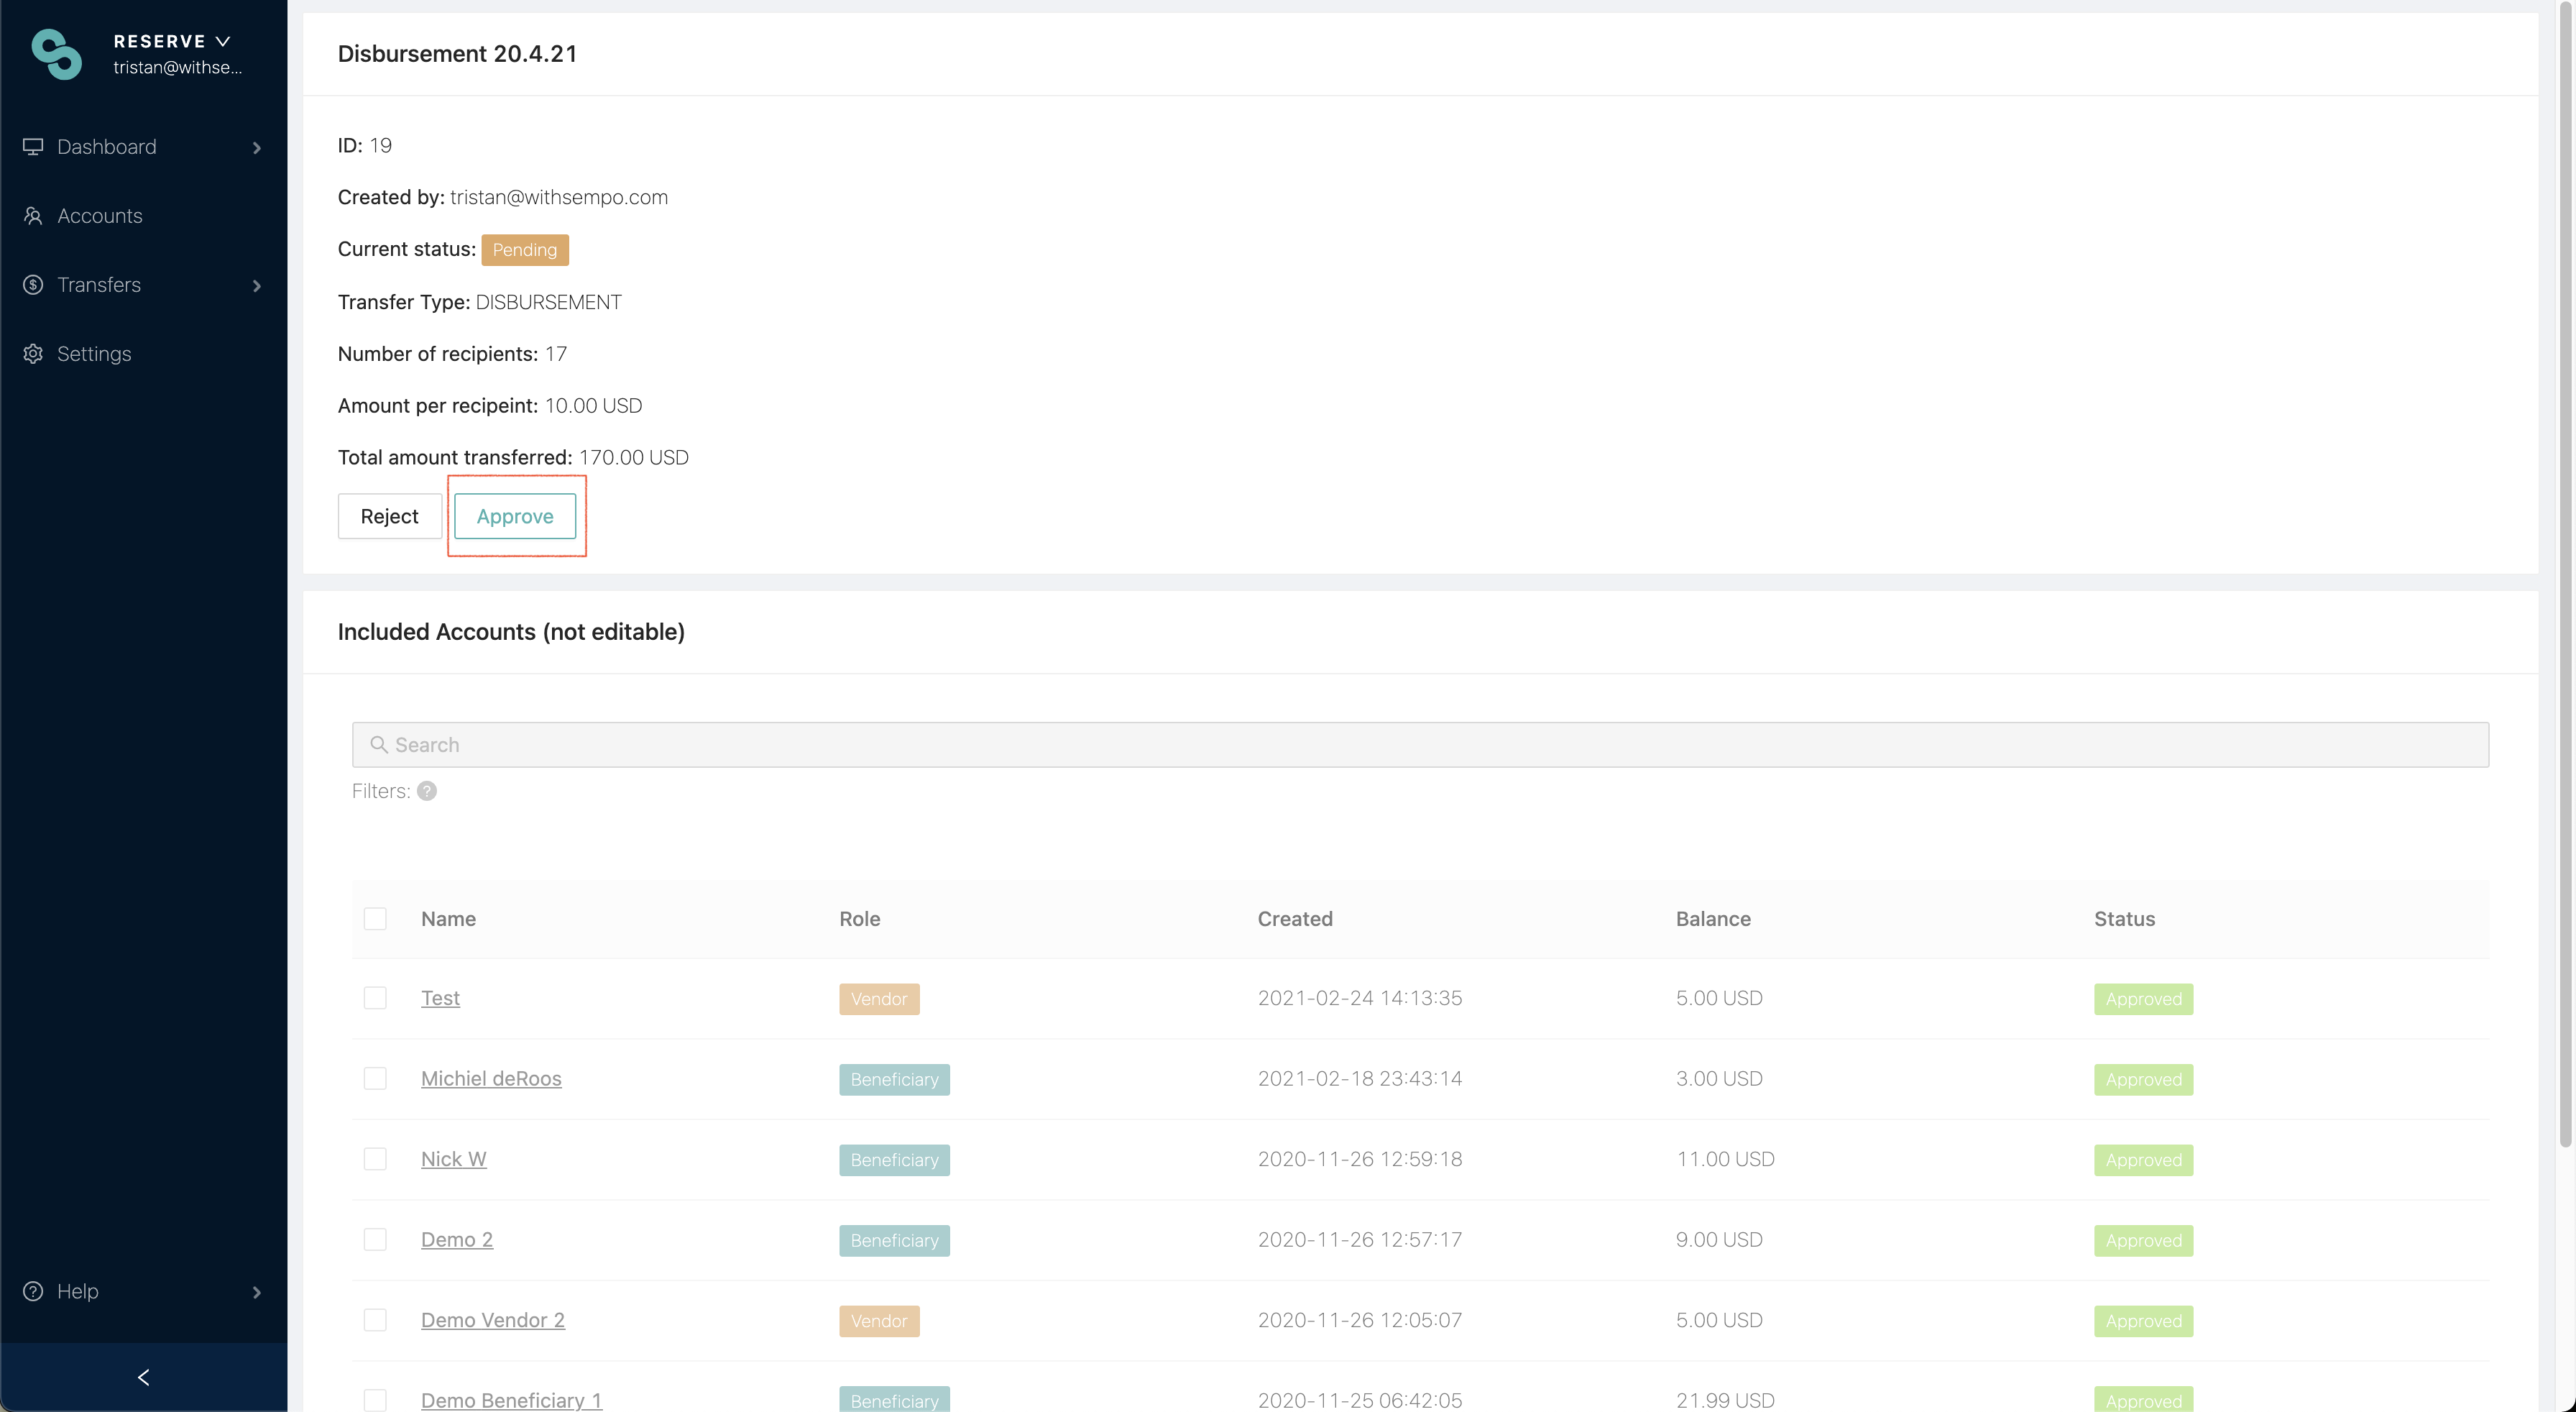 RESERVE
tristan@withse...
Dashboard
Accounts
Transfers
Settings
Help
Disbursement 20.4.21
ID: 19
Created by: tristan@withsempo.com
Current status: Pending
Transfer Type: DISBURSEMENT
Number of recipients: 17
Amount per recipeint: 10.00 USD
Total amount transferred: 170.00 USD
Reject Approve
Included Accounts (not editable)
Search
Filters: ?
Name Role Created Balance Status
Test Vendor 2021-02-24 14:13:35 5.00 USD Approved
Michiel deRoos Beneficiary 2021-02-18 23:43:14 3.00 USD Approved
Nick W Beneficiary 2020-11-26 12:59:18 11.00 USD Approved
Demo 2 Beneficiary 2020-11-26 12:57:17 9.00 USD Approved
Demo Vendor 2 Vendor 2020-11-26 12:05:07 5.00 USD Approved
Demo Beneficiary 1 Beneficiary 2020-11-25 06:42:05 21.99 USD Approved